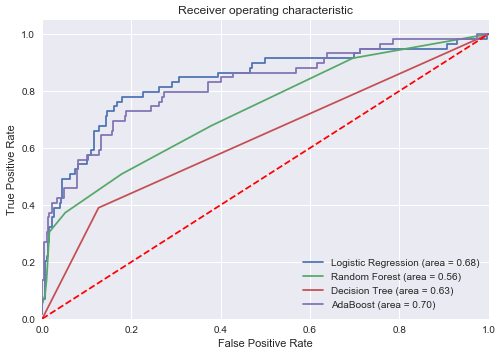 Receiver operating characteristic
1.0
0.8
0.6
0.4
0.2
0.0
True Positive Rate
Logistic Regression (area = 0.68)
Random Forest (area = 0.56)
Decision Tree (area = 0.63)
AdaBoost (area = 0.70)
0.0 0.2 0.4 0.6 0.8 1.0
False Positive Rate